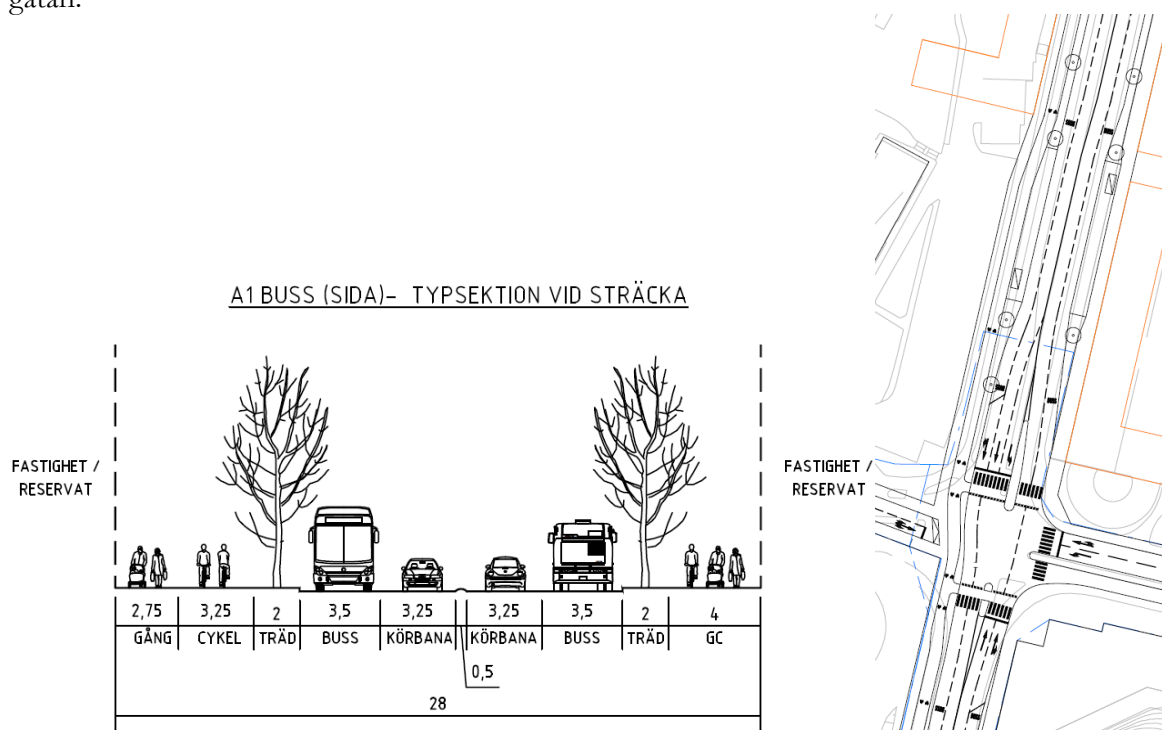 gatan.
A1 BUSS (SIDA)- TYPSEKTION VID STRÄCKA
FASTIGHET /
RESERVAT
FASTIGHET /
RESERVAT
2,75 3,25 2 3,5 3,25 3,25 3,5 2 4
GÅNG CYKEL TRÄD BUSS KÖRBANA KÖRBANA BUSS TRÄD GC
0,5
28